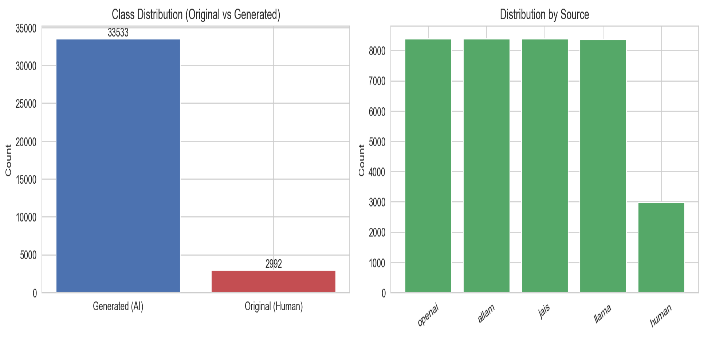 Class Distribution (Original vs Generated)
33533
35000
30000
25000
20000
15000
10000
5000
0
Count
2992
Generated (AI)
Original (Human)
Distribution by Source
8000
7000
6000
5000
4000
3000
2000
1000
0
Count
openai
allam
jais
llama
human